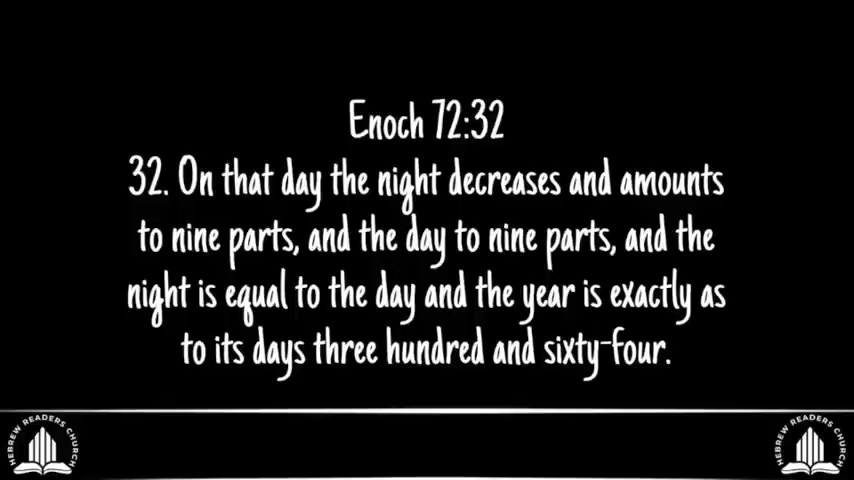 Enoch 72:32
32. On that day the night decreases and amounts
to nine parts, and the day to nine parts, and the
night is equal to the day and the year is exactly as
to its days three hundred and sixty-four.
HEBREW READERS CHURCH
HEBREW READERS CHURCH